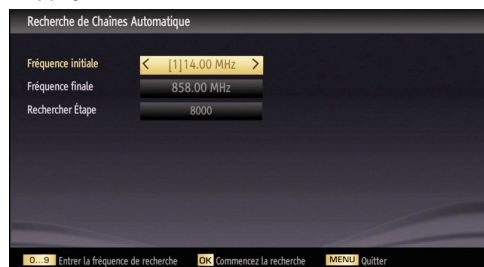 Recherche de Chaînes Automatique
Fréquence initiale < [1]14.00 MHz >
Fréquence finale 858.00 MHz
Rechercher Étape 8000
0...9 Entrer la fréquence de recherche OK Commencez la recherche MENU Quitter